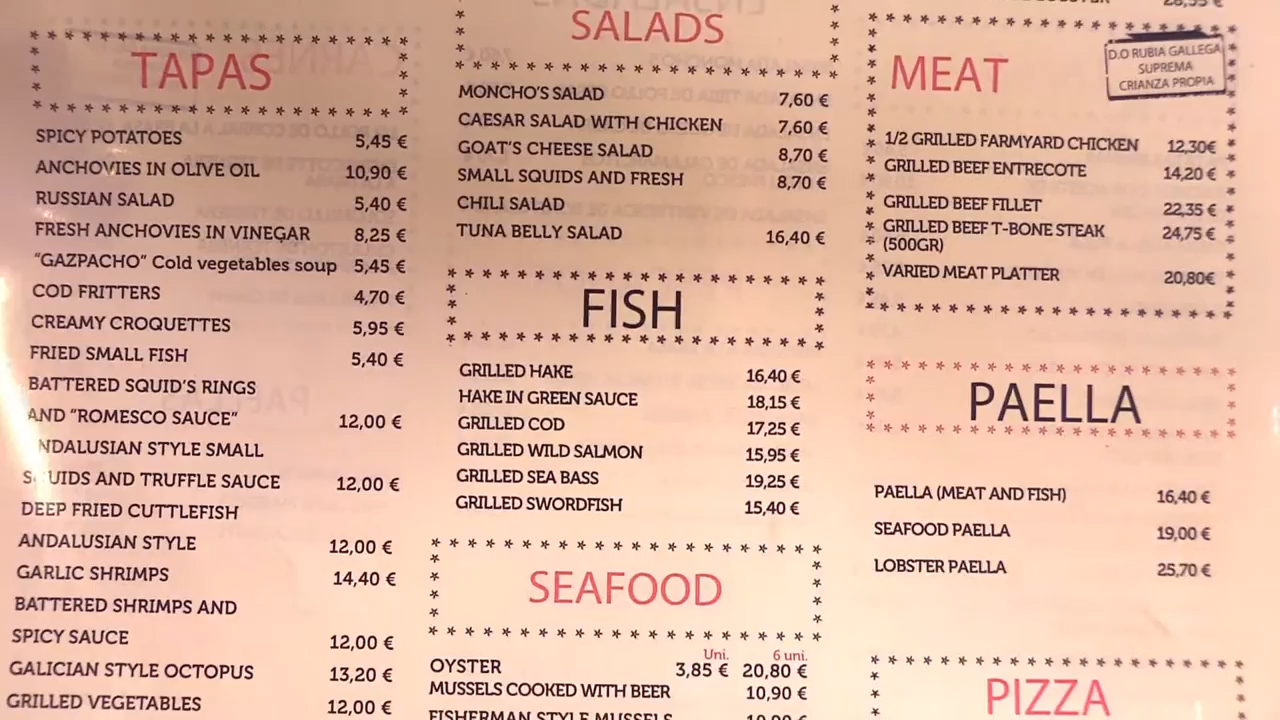 TAPAS
SPICY POTATOES 5,45 €
ANCHOVIES IN OLIVE OIL 10,90 €
RUSSIAN SALAD 5,40 €
FRESH ANCHOVIES IN VINEGAR 8,25 €
"GAZPACHO" Cold vegetables soup 5,45 €
COD FRITTERS 4,70 €
CREAMY CROQUETTES 5,95 €
FRIED SMALL FISH 5,40 €
BATTERED SQUID'S RINGS
AND "ROMESCO SAUCE" 12,00 €
NDALUSIAN STYLE SMALL
SQUIDS AND TRUFFLE SAUCE 12,00 €
DEEP FRIED CUTTLEFISH
ANDALUSIAN STYLE 12,00 €
GARLIC SHRIMPS 14,40 €
BATTERED SHRIMPS AND
SPICY SAUCE 12,00 €
GALICIAN STYLE OCTOPUS 13,20 €
GRILLED VEGETABLES 12,00 €
SALADS
MONCHO'S SALAD 7,60 €
CAESAR SALAD WITH CHICKEN 7,60 €
GOAT'S CHEESE SALAD 8,70 €
SMALL SQUIDS AND FRESH 8,70 €
CHILI SALAD
TUNA BELLY SALAD 16,40 €
FISH
GRILLED HAKE 16,40 €
HAKE IN GREEN SAUCE 18,15 €
GRILLED COD 17,25 €
GRILLED WILD SALMON 15,95 €
GRILLED SEA BASS 19,25 €
GRILLED SWORDFISH 15,40 €
SEAFOOD
Uni. 6 uni.
OYSTER 3,85 € 20,80 €
MUSSELS COOKED WITH BEER 10,90 €
FISHERMAN STYLE MUSSELS
MEAT
D.O RUBIA GALLEGA
SUPREMA
CRIANZA PROPIA
1/2 GRILLED FARMYARD CHICKEN 12,30€
GRILLED BEEF ENTRECOTE 14,20 €
GRILLED BEEF FILLET 22,35 €
GRILLED BEEF T-BONE STEAK 24,75 €
(500GR)
VARIED MEAT PLATTER 20,80€
PAELLA
PAELLA (MEAT AND FISH) 16,40 €
SEAFOOD PAELLA 19,00 €
LOBSTER PAELLA 25,70 €
PIZZA